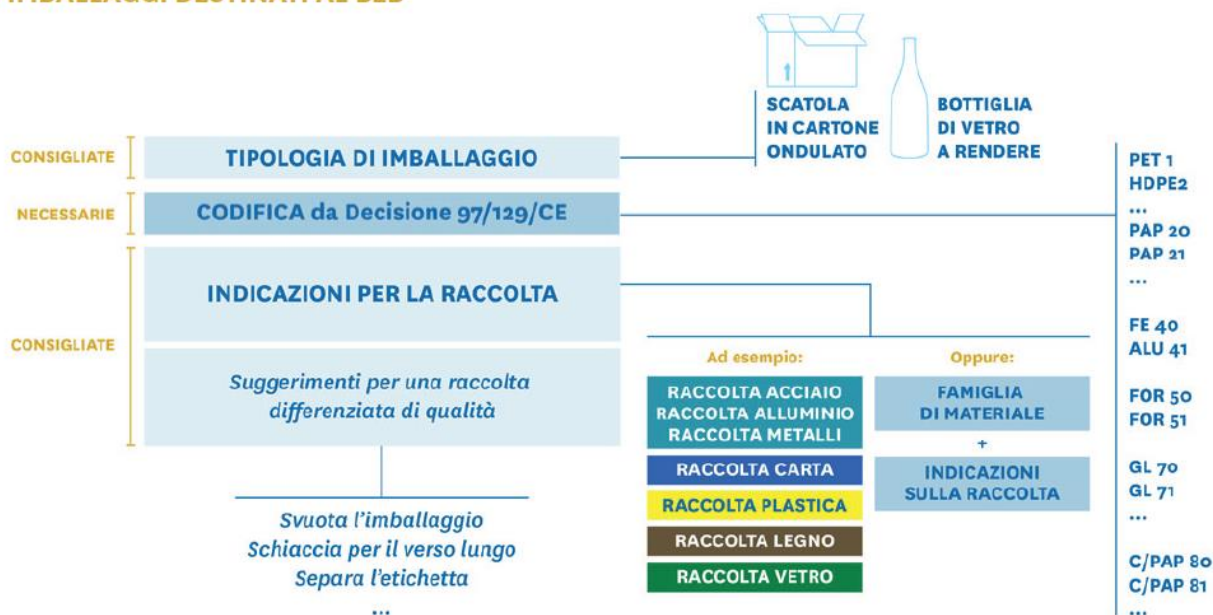 IMBALLAGGI DESTINATI AL B2B
SCATOLA
IN CARTONE
ONDULATO
BOTTIGLIA
DI VETRO
A RENDERE
CONSIGLIATE
TIPOLOGIA DI IMBALLAGGIO
NECESSARIE
CODIFICA da Decisione 97/129/CE
CONSIGLIATE
INDICAZIONI PER LA RACCOLTA
Suggerimenti per una raccolta
differenziata di qualità
Svuota l'imballaggio
Schiaccia per il verso lungo
Separa l'etichetta
...
Ad esempio:
RACCOLTA ACCIAIO
RACCOLTA ALLUMINIO
RACCOLTA METALLI
RACCOLTA CARTA
RACCOLTA PLASTICA
RACCOLTA LEGNO
RACCOLTA VETRO
Oppure:
FAMIGLIA
DI MATERIALE
+
INDICAZIONI
SULLA RACCOLTA
PET 1
HDPE2
...
PAP 20
PAP 21
...
FE 40
ALU 41
FOR 50
FOR 51
GL 70
GL 71
...
C/PAP 80
C/PAP 81
...